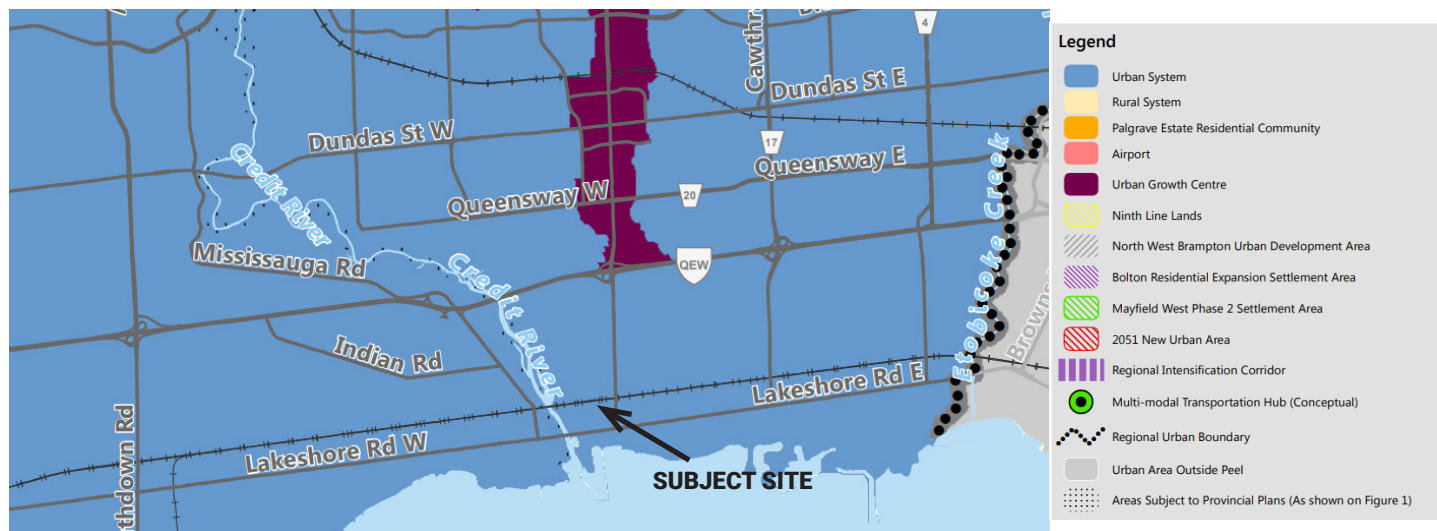 4
Cawthra
Dundas St E
Dundas St W
17
Queensway E
Queensway W
20
Credit River
Etobicoke Creek
Mississauga Rd
QEW
Credit River
Indian Rd
Lakeshore Rd E
Lakeshore Rd W
SUBJECT SITE
Legend
Urban System
Rural System
Palgrave Estate Residential Community
Airport
Urban Growth Centre
Ninth Line Lands
North West Brampton Urban Development Area
Bolton Residential Expansion Settlement Area
Mayfield West Phase 2 Settlement Area
2051 New Urban Area
Regional Intensification Corridor
Multi-modal Transportation Hub (Conceptual)
Regional Urban Boundary
Urban Area Outside Peel
Areas Subject to Provincial Plans (As shown on Figure 1)
thdown Rd
Browns